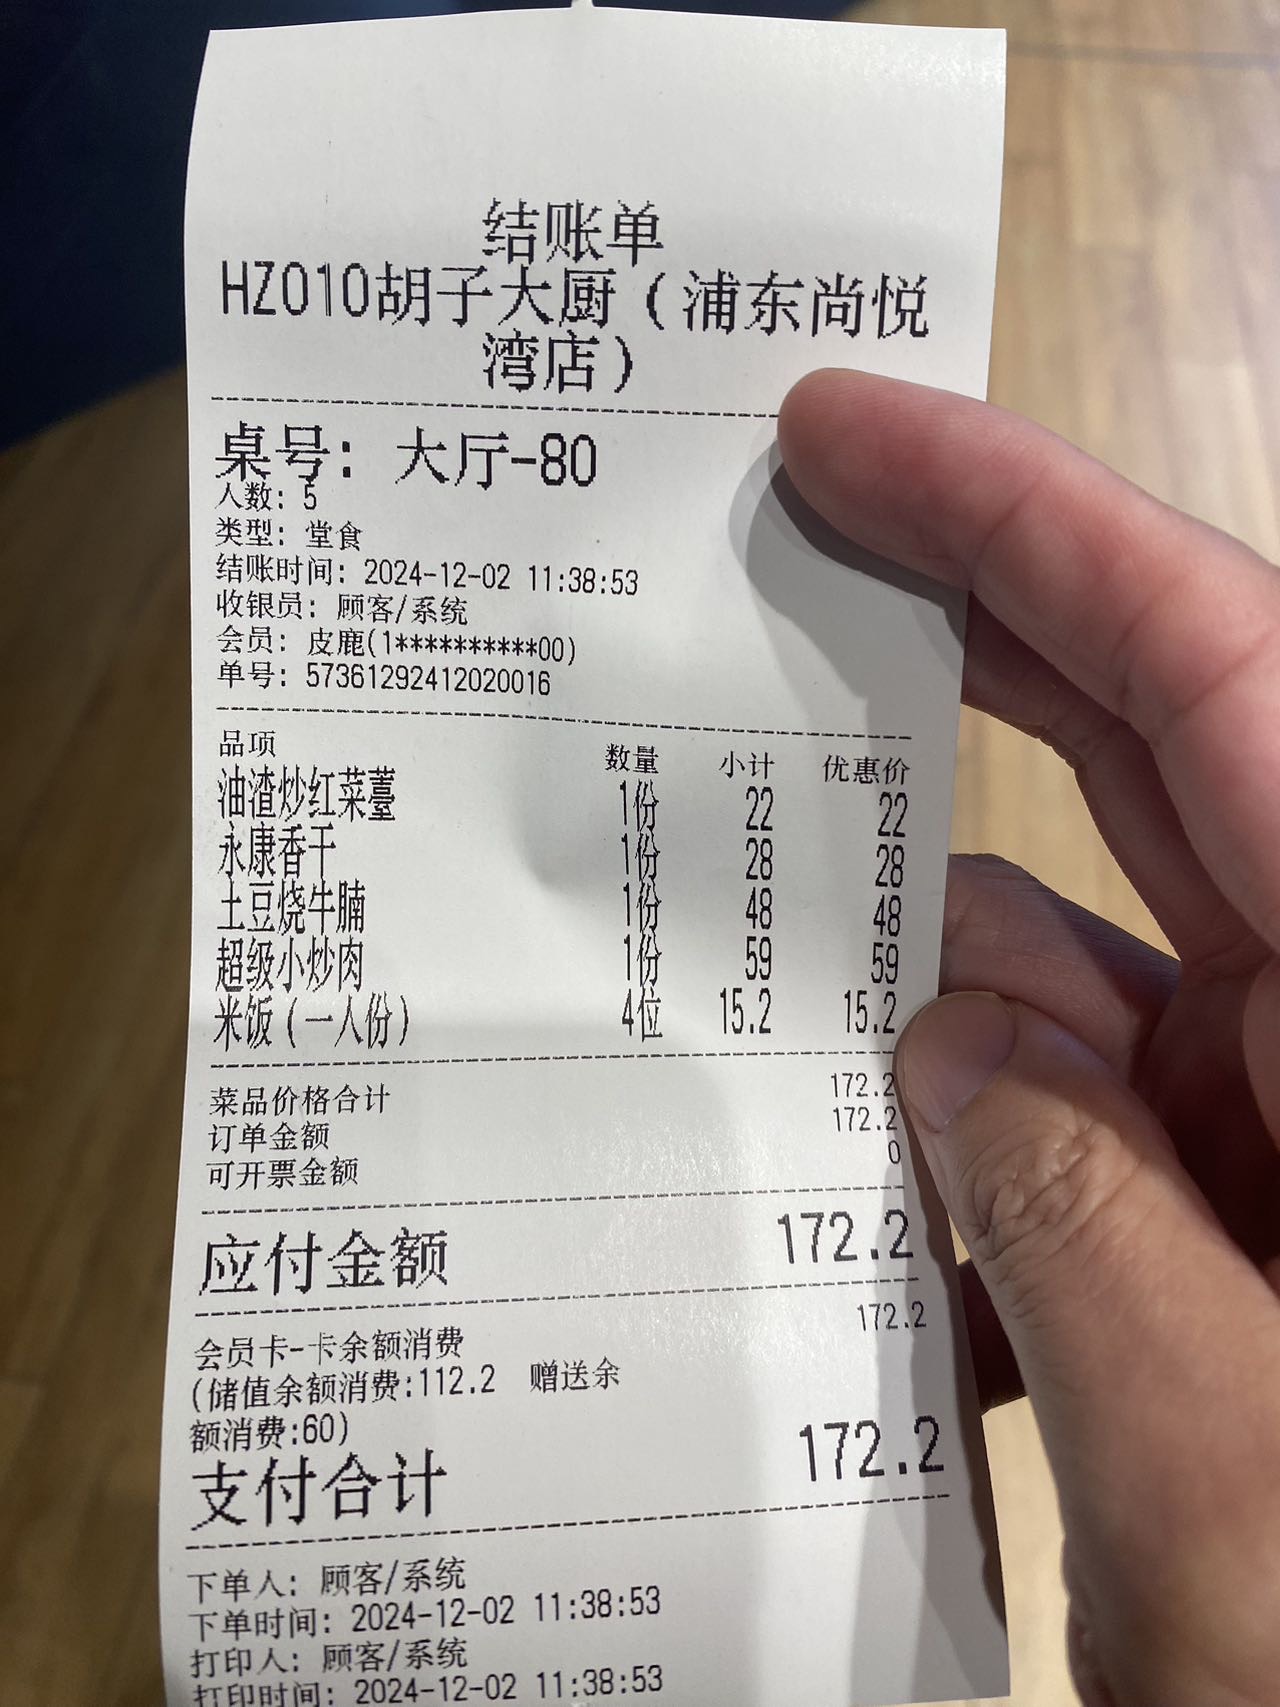 结账单
HZ010胡子大厨(浦东尚悦
湾店)
桌号: 大厅-80
人数: 5
类型: 堂食
结账时间: 2024-12-02 11:38:53
收银员: 顾客/系统
会员: 皮鹿(1**********00)
单号: 57361292412020016
品项 数量 小计 优惠价
油渣炒红菜薹 1份 22 22
永康香干 1份 28 28
土豆烧牛腩 1份 48 48
超级小炒肉 1份 59 59
米饭(一人份) 4位 15.2 15.2
菜品价格合计 172.2
订单金额 172.2
可开票金额 0
应付金额 172.2
会员卡-卡余额消费 172.2
(储值余额消费:112.2 赠送余
额消费:60)
支付合计 172.2
下单人: 顾客/系统
下单时间: 2024-12-02 11:38:53
打印人: 顾客/系统
打印时间: 2024-12-02 11:38:53